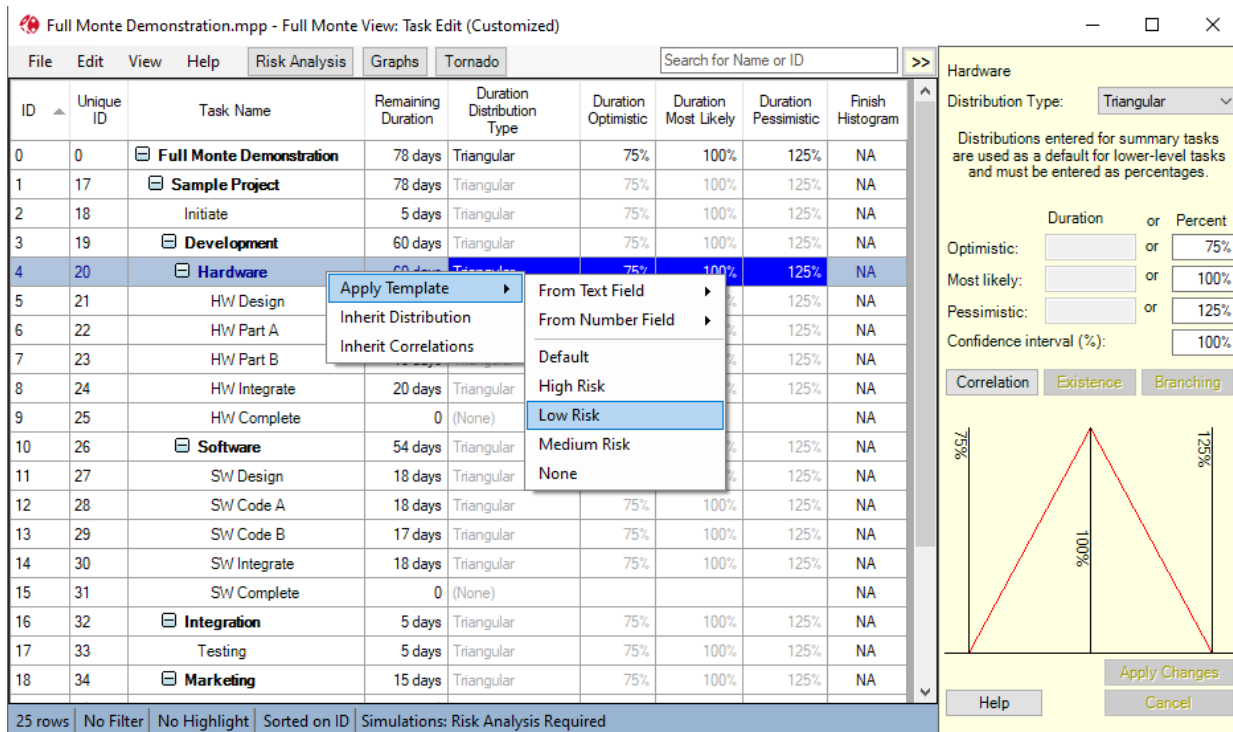 Full Monte Demonstration.mpp - Full Monte View: Task Edit (Customized)
File Edit View Help Risk Analysis Graphs Tornado Search for Name or ID >>
ID Unique ID Task Name Remaining Duration Duration Distribution Type Duration Optimistic Duration Most Likely Duration Pessimistic Finish Histogram
0 0 Full Monte Demonstration 78 days Triangular 75% 100% 125% NA
1 17 Sample Project 78 days Triangular 75% 100% 125% NA
2 18 Initiate 5 days Triangular 75% 100% 125% NA
3 19 Development 60 days Triangular 75% 100% 125% NA
4 20 Hardware 60 days Triangular 75% 100% 125% NA
5 21 HW Design 125% NA
6 22 HW Part A 125% NA
7 23 HW Part B 125% NA
8 24 HW Integrate 20 days Triangular 125% NA
9 25 HW Complete 0 (None) NA
10 26 Software 54 days Triangular 125% NA
11 27 SW Design 18 days Triangular 125% NA
12 28 SW Code A 18 days Triangular 75% 100% 125% NA
13 29 SW Code B 17 days Triangular 75% 100% 125% NA
14 30 SW Integrate 18 days Triangular 75% 100% 125% NA
15 31 SW Complete 0 (None) NA
16 32 Integration 5 days Triangular 75% 100% 125% NA
17 33 Testing 5 days Triangular 75% 100% 125% NA
18 34 Marketing 15 days Triangular 75% 100% 125% NA
Apply Template
Inherit Distribution
Inherit Correlations
From Text Field
From Number Field
Default
High Risk
Low Risk
Medium Risk
None
25 rows No Filter No Highlight Sorted on ID Simulations: Risk Analysis Required
Hardware
Distribution Type: Triangular
Distributions entered for summary tasks
are used as a default for lower-level tasks
and must be entered as percentages.
Duration or Percent
Optimistic: or 75%
Most likely: or 100%
Pessimistic: or 125%
Confidence interval (%): 100%
Correlation Existence Branching
75%
100%
125%
Apply Changes
Help Cancel